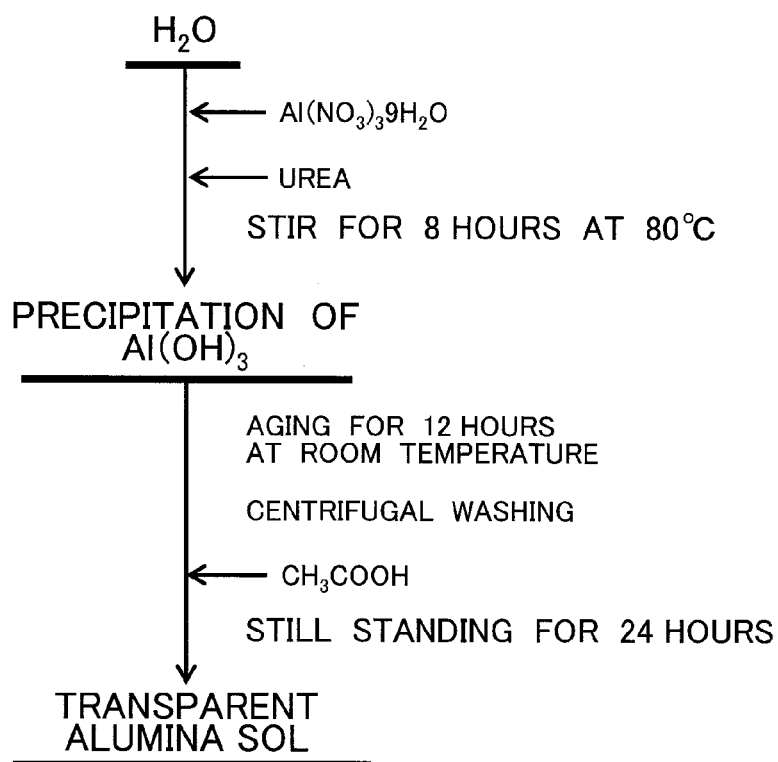 H₂O
Al(NO₃)₃9H₂O
UREA
STIR FOR 8 HOURS AT 80°C
PRECIPITATION OF
Al(OH)₃
AGING FOR 12 HOURS
AT ROOM TEMPERATURE
CENTRIFUGAL WASHING
CH₃COOH
STILL STANDING FOR 24 HOURS
TRANSPARENT
ALUMINA SOL